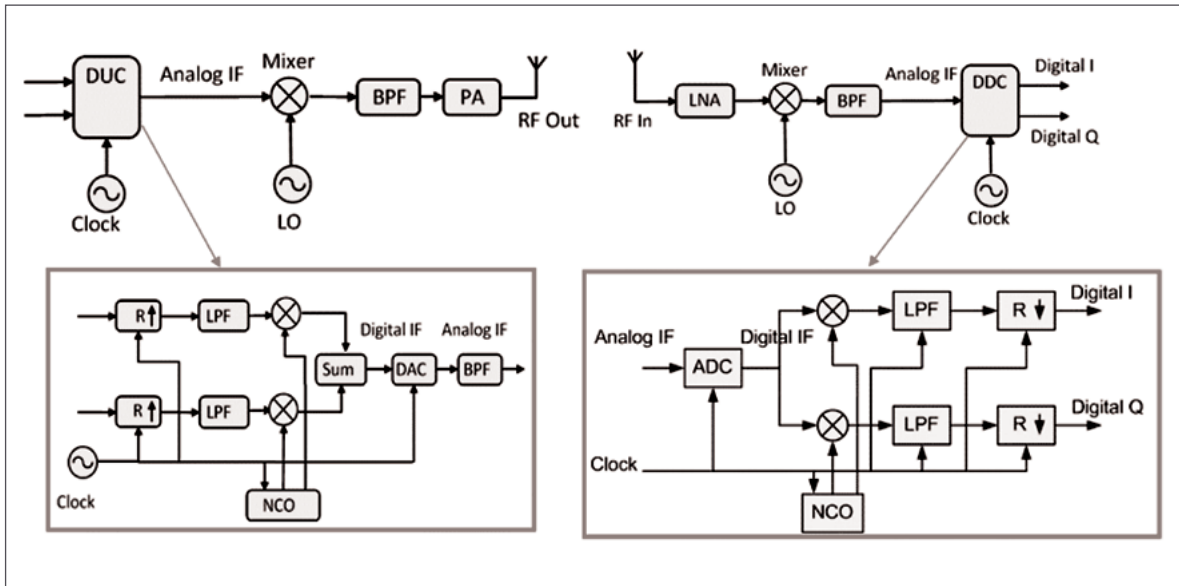 DUC
Analog IF
Mixer
BPF
PA
RF Out
Clock
LO
RF In
LNA
Mixer
BPF
Analog IF
DDC
Digital I
Digital Q
LO
Clock
R
LPF
Digital IF
Analog IF
Sum
DAC
BPF
R
LPF
Clock
NCO
Analog IF
ADC
Digital IF
LPF
R
Digital I
LPF
R
Digital Q
Clock
NCO